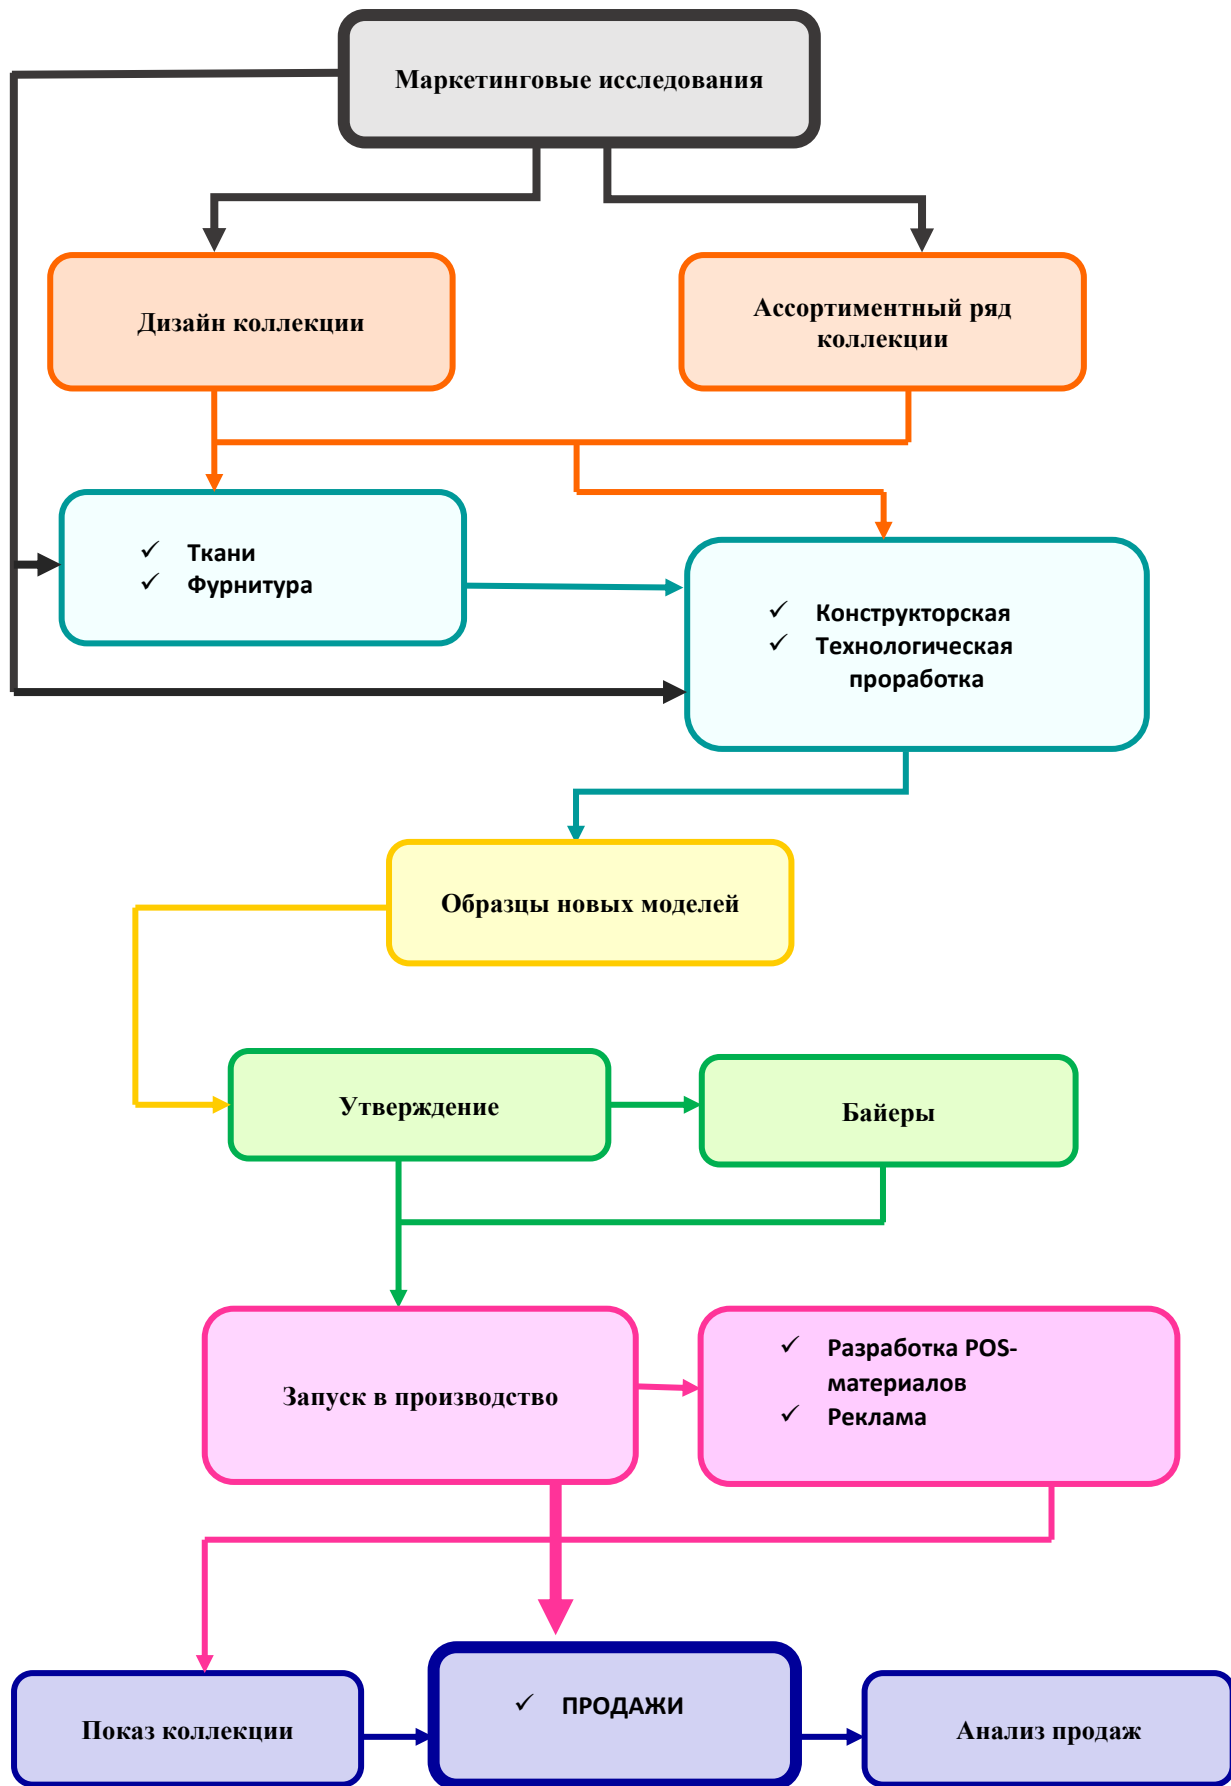 Маркетинговые исследования
Дизайн коллекции
Ассортиментный ряд
коллекции
✓ Ткани
✓ Фурнитура
✓ Конструкторская
✓ Технологическая
проработка
Образцы новых моделей
Утверждение
Байеры
Запуск в производство
✓ Разработка POS-
материалов
✓ Реклама
Показ коллекции
✓ ПРОДАЖИ
Анализ продаж